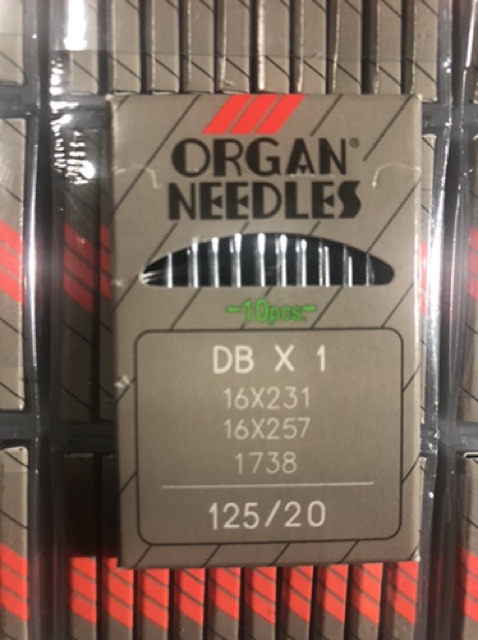 ORGAN®
NEEDLES
-10pcs-
DB X 1
16X231
16X257
1738
125/20